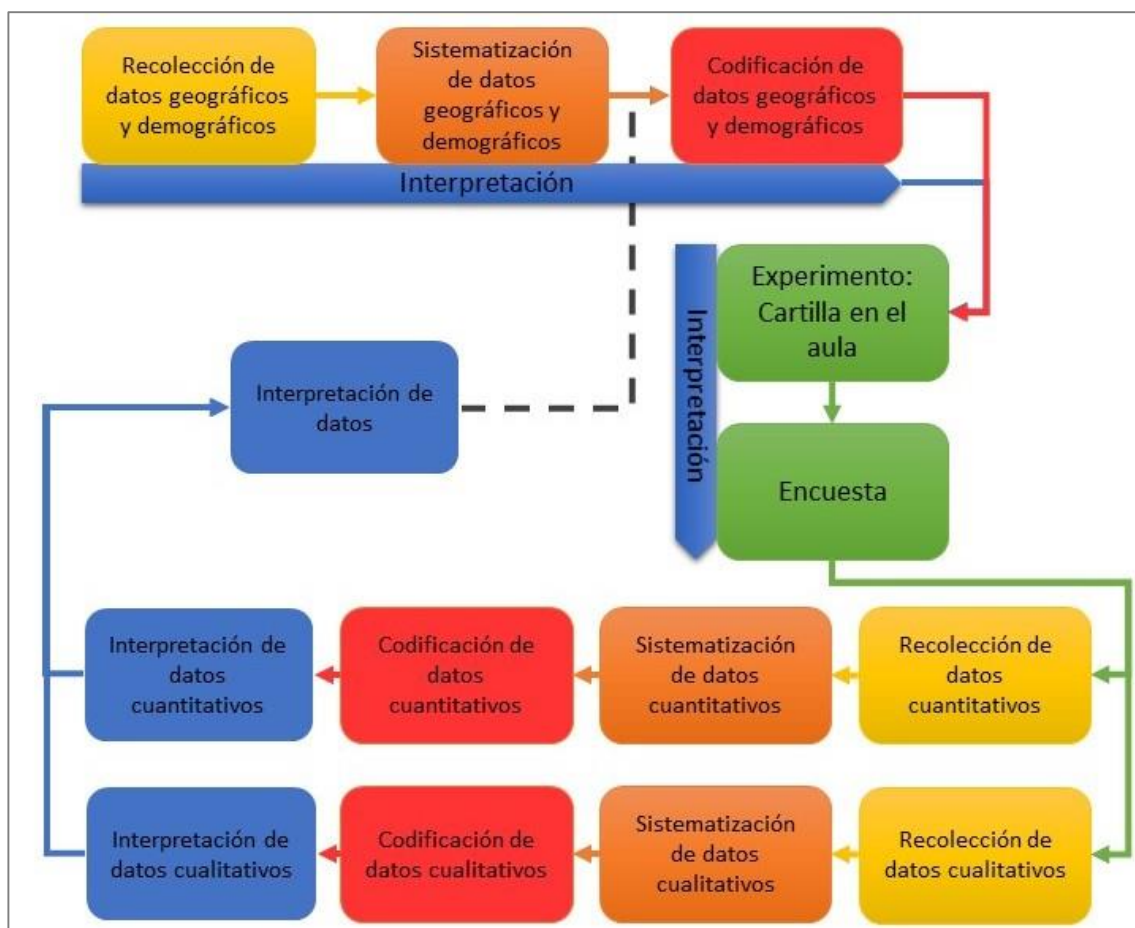 Recolección de
datos geográficos
y demográficos
Sistematización
de datos
geográficos y
demográficos
Codificación de
datos geográficos
y demográficos
Interpretación
Experimento:
Cartilla en el
aula
Interpretación
Interpretación de
datos
Encuesta
Interpretación de
datos
cuantitativos
Codificación de
datos
cuantitativos
Sistematización
de datos
cuantitativos
Recolección de
datos
cuantitativos
Interpretación de
datos cualitativos
Codificación de
datos cualitativos
Sistematización
de datos
cualitativos
Recolección de
datos cualitativos